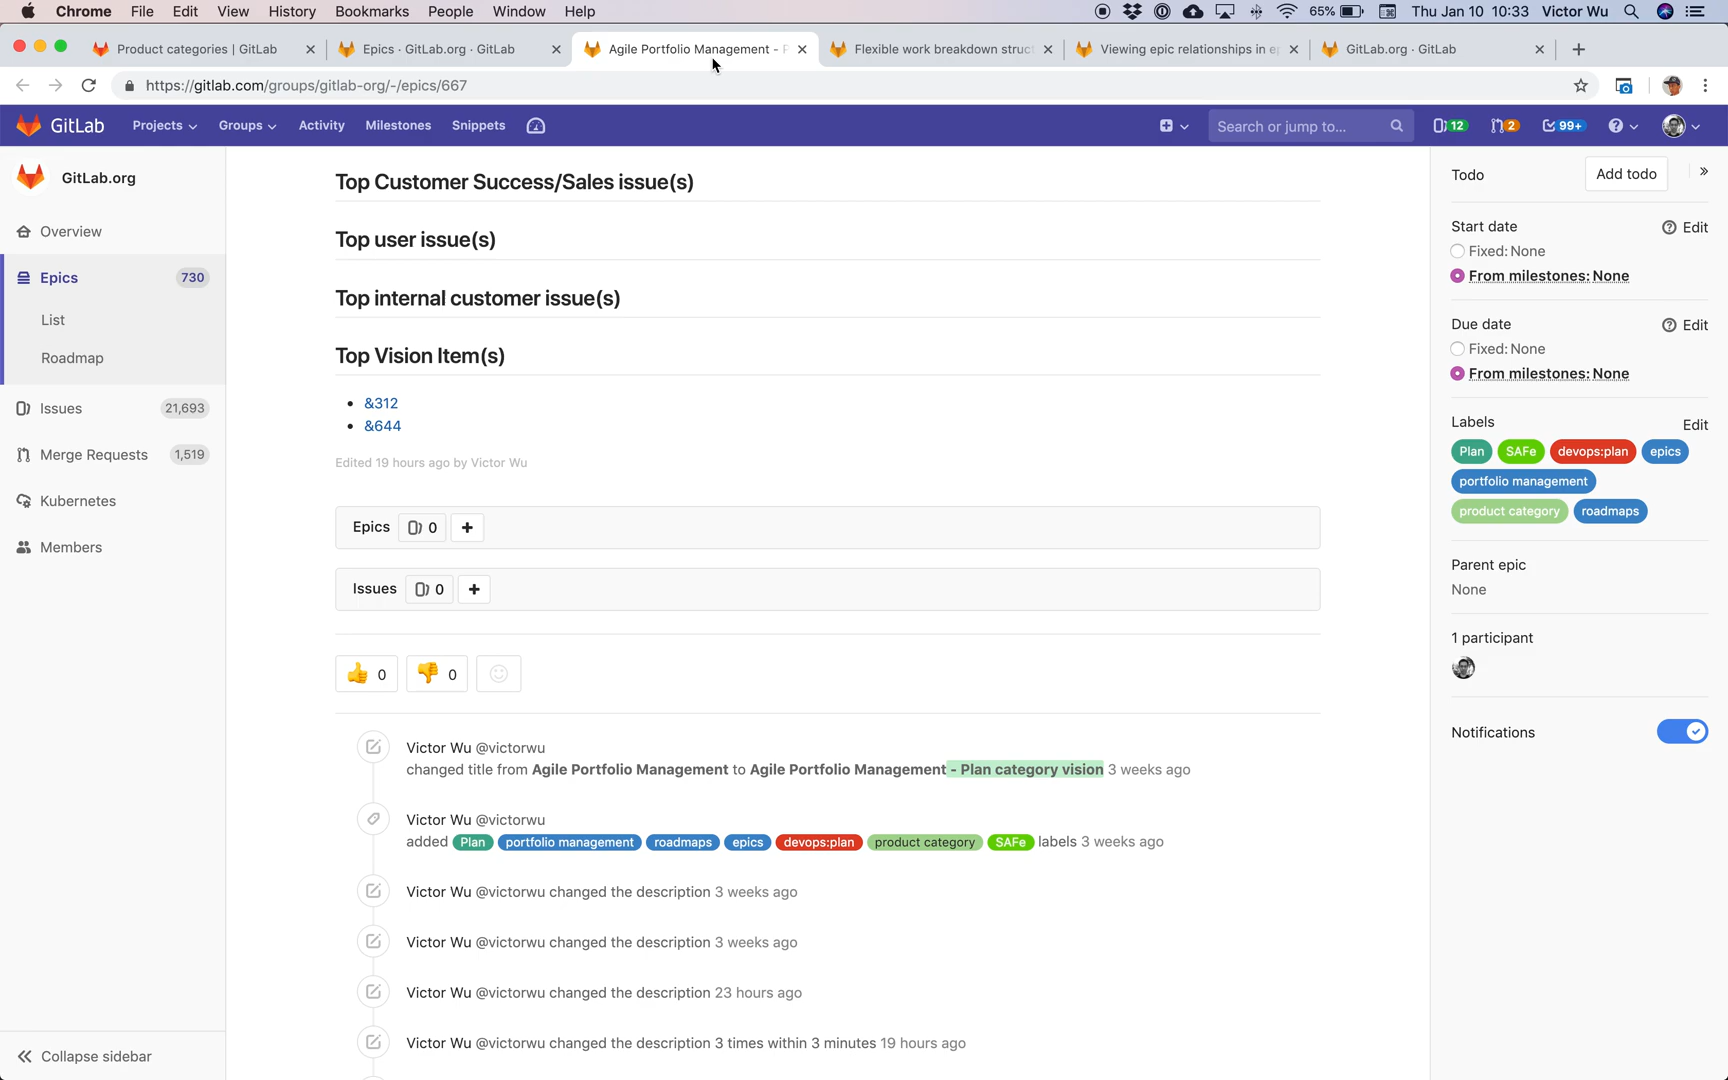 Chrome File Edit View History Bookmarks People Window Help 65% Thu Jan 10 10:33 Victor Wu
Product categories | GitLab Epics · GitLab.org · GitLab Agile Portfolio Management - Flexible work breakdown struct Viewing epic relationships in GitLab.org · GitLab
https://gitlab.com/groups/gitlab-org/-/epics/667
GitLab Projects Groups Activity Milestones Snippets Search or jump to... 12 2 99+
GitLab.org
Overview
Epics 730
List
Roadmap
Issues 21,693
Merge Requests 1,519
Kubernetes
Members
Collapse sidebar
Top Customer Success/Sales issue(s)
Top user issue(s)
Top internal customer issue(s)
Top Vision Item(s)
• &312
• &644
Edited 19 hours ago by Victor Wu
Epics 0 +
Issues 0 +
👍 0 👎 0
Victor Wu @victorwu
changed title from Agile Portfolio Management to Agile Portfolio Management - Plan category vision 3 weeks ago
Victor Wu @victorwu
added Plan portfolio management roadmaps epics devops:plan product category SAFe labels 3 weeks ago
Victor Wu @victorwu changed the description 3 weeks ago
Victor Wu @victorwu changed the description 3 weeks ago
Victor Wu @victorwu changed the description 23 hours ago
Victor Wu @victorwu changed the description 3 times within 3 minutes 19 hours ago
Todo Add todo »
Start date Edit
Fixed: None
From milestones: None
Due date Edit
Fixed: None
From milestones: None
Labels Edit
Plan SAFe devops:plan epics
portfolio management
product category roadmaps
Parent epic
None
1 participant
Notifications